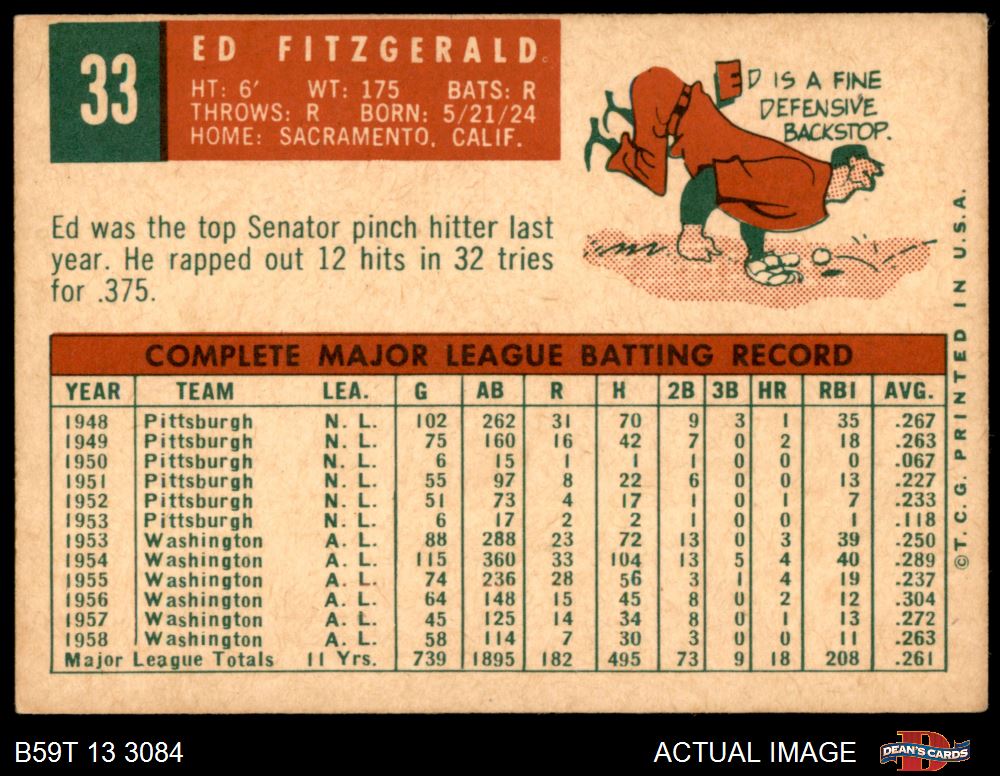 33
ED FITZGERALD
HT: 6' WT: 175 BATS: R
THROWS: R BORN: 5/21/24
HOME: SACRAMENTO, CALIF.
ED IS A FINE
DEFENSIVE
BACKSTOP.
Ed was the top Senator pinch hitter last
year. He rapped out 12 hits in 32 tries
for .375.
COMPLETE MAJOR LEAGUE BATTING RECORD
YEAR TEAM LEA. G AB R H 2B 3B HR RBI AVG.
1948 Pittsburgh N. L. 102 262 31 70 9 3 1 35 .267
1949 Pittsburgh N. L. 75 160 16 42 7 0 2 18 .263
1950 Pittsburgh N. L. 6 15 1 1 1 0 0 0 .067
1951 Pittsburgh N. L. 55 97 8 22 6 0 0 13 .227
1952 Pittsburgh N. L. 51 73 4 17 1 0 1 7 .233
1953 Pittsburgh N. L. 6 17 2 2 1 0 0 1 .118
1953 Washington A. L. 88 288 23 72 13 0 3 39 .250
1954 Washington A. L. 115 360 33 104 13 5 4 40 .289
1955 Washington A. L. 74 236 28 56 3 1 4 19 .237
1956 Washington A. L. 64 148 15 45 8 0 2 12 .304
1957 Washington A. L. 45 125 14 34 8 0 1 13 .272
1958 Washington A. L. 58 114 7 30 3 0 0 11 .263
Major League Totals 11 Yrs. 739 1895 182 495 73 9 18 208 .261
© T. C. G. PRINTED IN U.S.A.
B59T 13 3084
ACTUAL IMAGE
D
DEAN'S CARDS